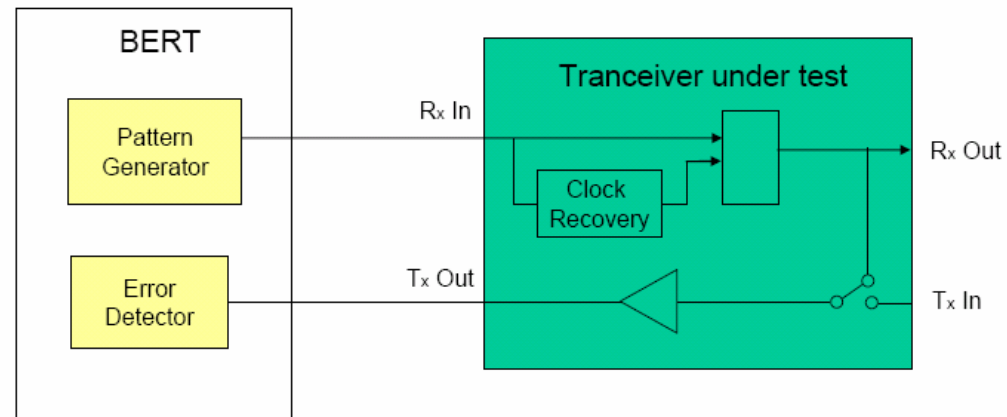 BERT
Pattern
Generator
Error
Detector
Rx In
Tx Out
Tranceiver under test
Clock
Recovery
Rx Out
Tx In